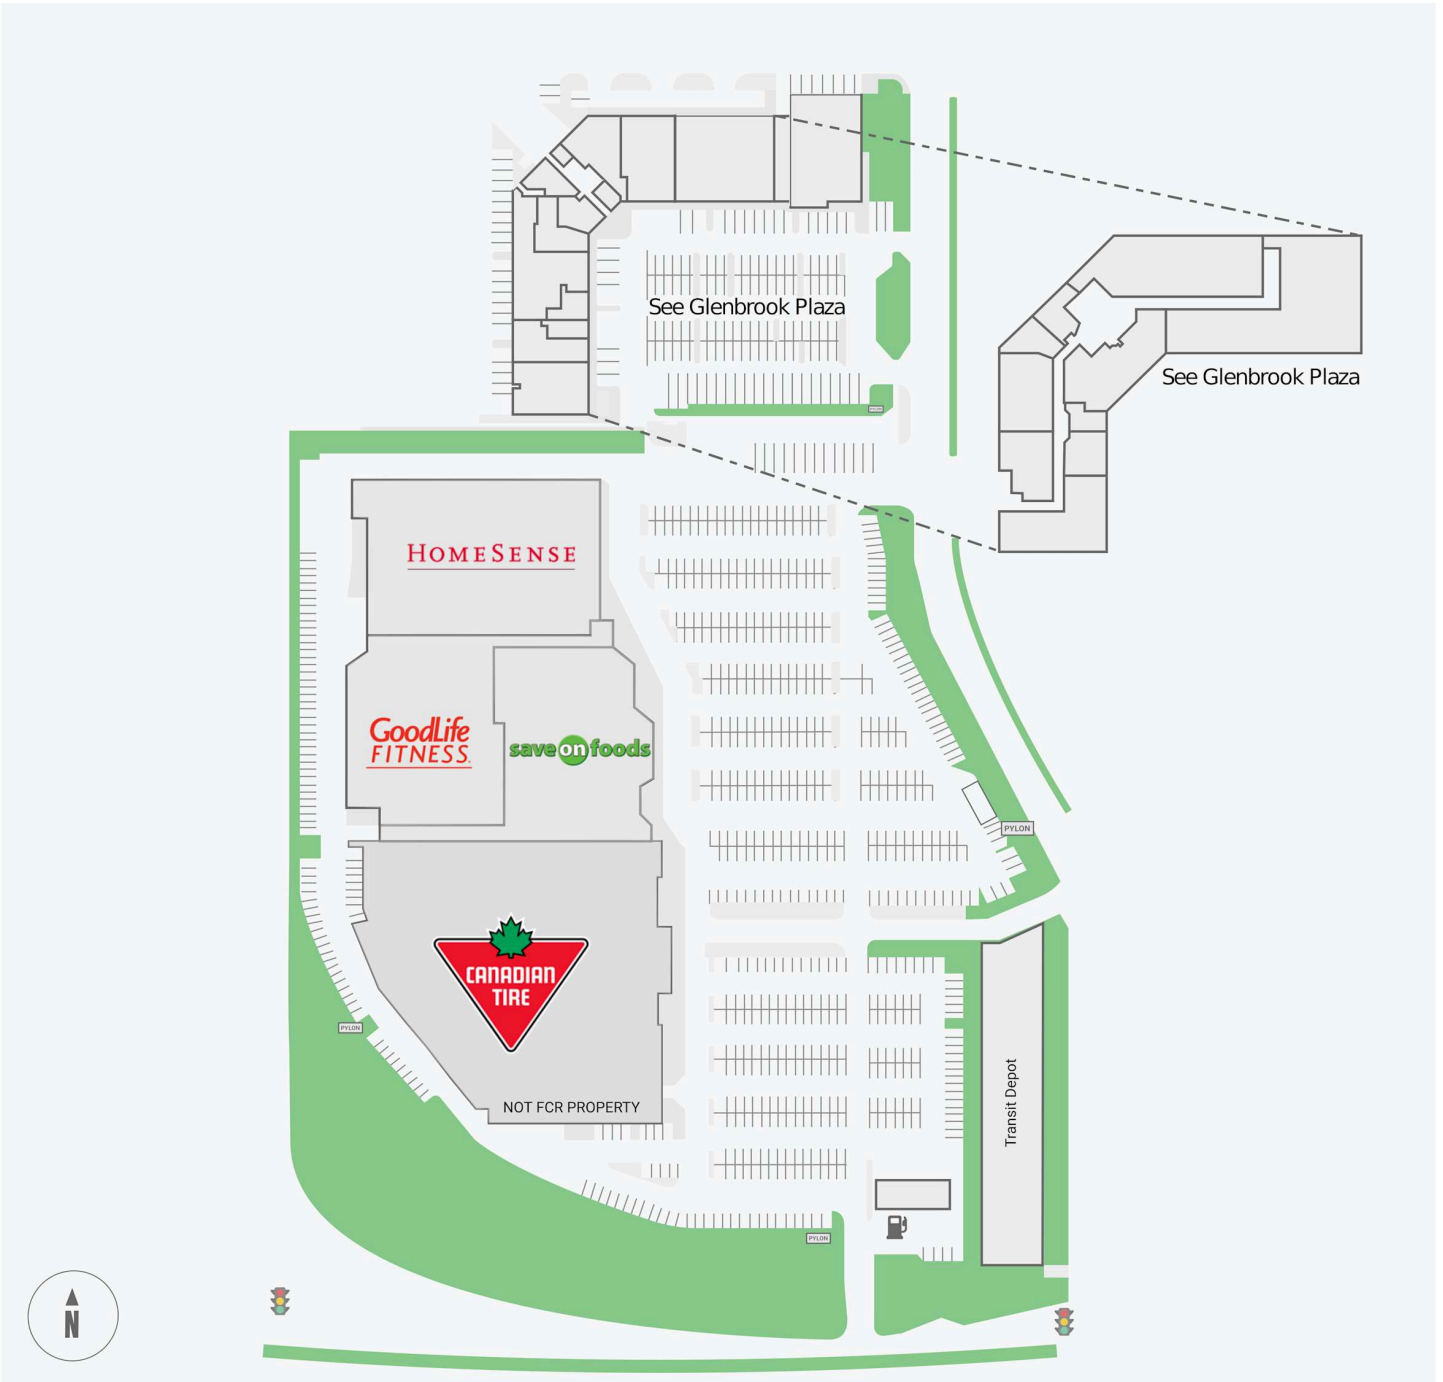 See Glenbrook Plaza
See Glenbrook Plaza
PYLON
HOMESENSE
GoodLife
FITNESS
save on foods
PYLON
CANADIAN
TIRE
PYLON
NOT FCR PROPERTY
Transit Depot
PYLON
N